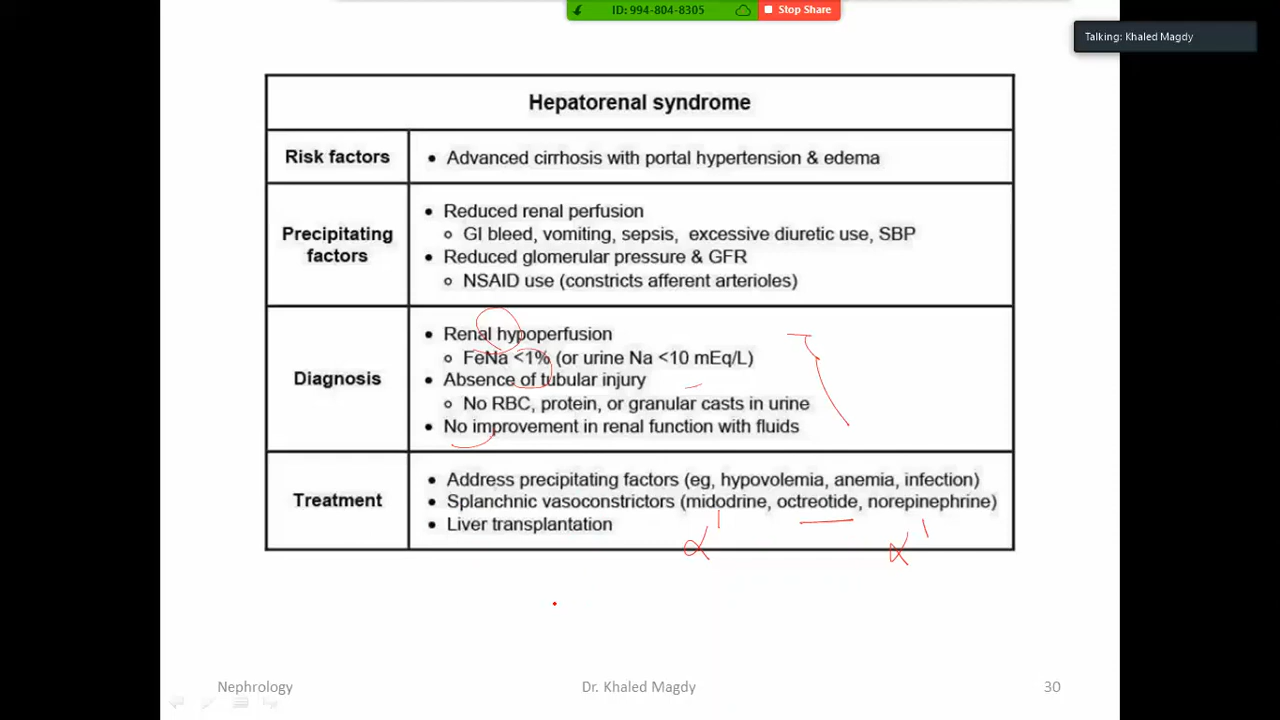 ID: 994-804-8305
Stop Share
Talking: Khaled Magdy
Hepatorenal syndrome
Risk factors
• Advanced cirrhosis with portal hypertension & edema
Precipitating
factors
• Reduced renal perfusion
o GI bleed, vomiting, sepsis, excessive diuretic use, SBP
• Reduced glomerular pressure & GFR
o NSAID use (constricts afferent arterioles)
Diagnosis
• Renal hypoperfusion
o FeNa <1% (or urine Na <10 mEq/L)
• Absence of tubular injury
o No RBC, protein, or granular casts in urine
• No improvement in renal function with fluids
Treatment
• Address precipitating factors (eg, hypovolemia, anemia, infection)
• Splanchnic vasoconstrictors (midodrine, octreotide, norepinephrine)
• Liver transplantation
α1 α1
Nephrology
Dr. Khaled Magdy
30